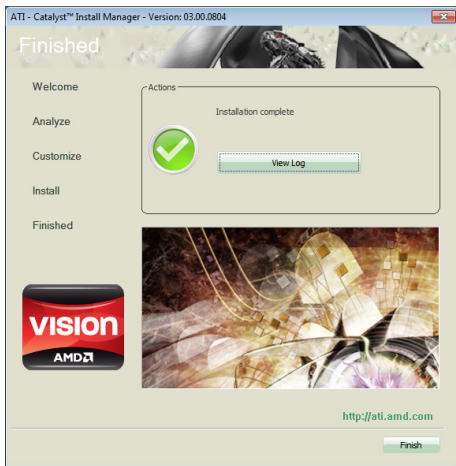 ATI - Catalyst™ Install Manager - Version: 03.00.0804
Finished
Welcome
Analyze
Customize
Install
Finished
Actions
Installation complete
View Log
VISION
AMD
http://ati.amd.com
Finish